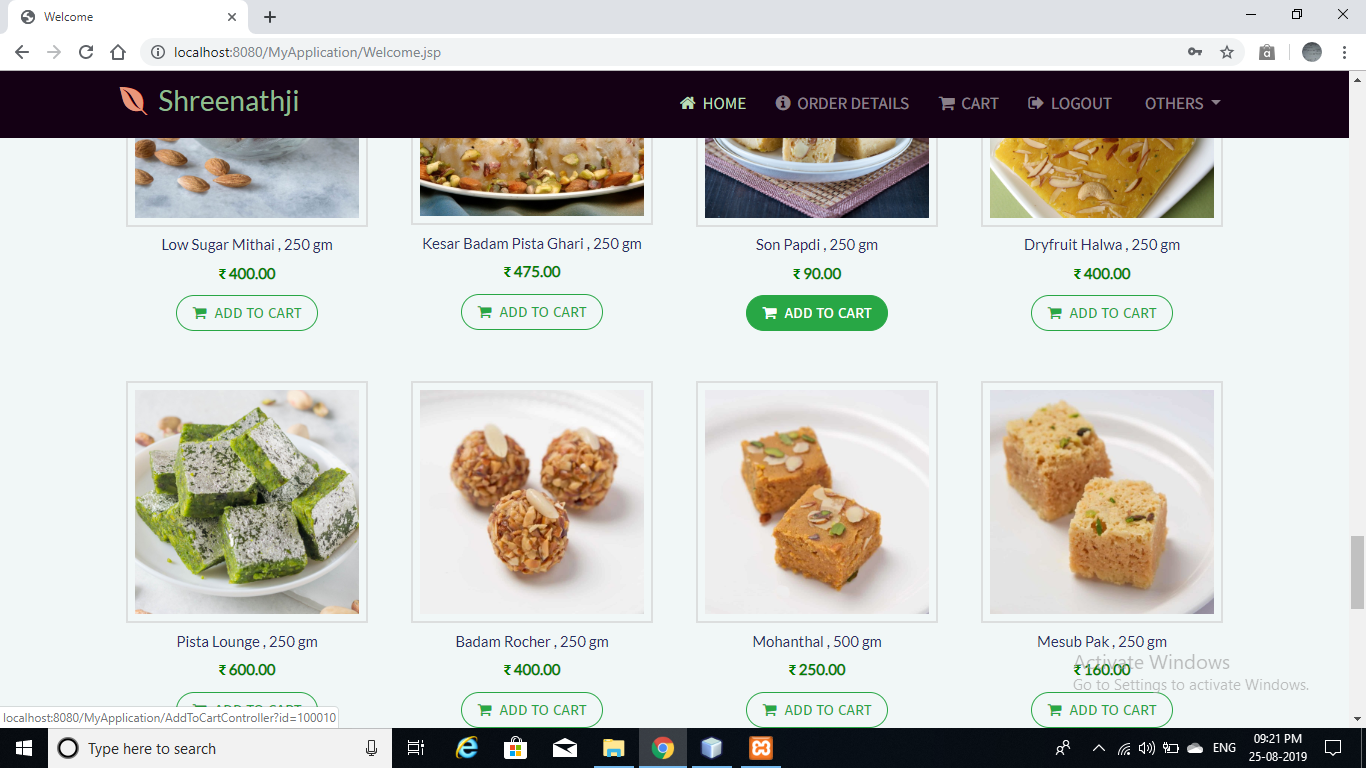 Welcome
localhost:8080/MyApplication/Welcome.jsp
Shreenathji
HOME ORDER DETAILS CART LOGOUT OTHERS
Low Sugar Mithai , 250 gm
₹ 400.00
ADD TO CART
Kesar Badam Pista Ghari , 250 gm
₹ 475.00
ADD TO CART
Son Papdi , 250 gm
₹ 90.00
ADD TO CART
Dryfruit Halwa , 250 gm
₹ 400.00
ADD TO CART
Pista Lounge , 250 gm
₹ 600.00
ADD TO CART
Badam Rocher , 250 gm
₹ 400.00
ADD TO CART
Mohanthal , 500 gm
₹ 250.00
ADD TO CART
Mesub Pak , 250 gm
₹ 160.00
ADD TO CART
Activate Windows
Go to Settings to activate Windows.
localhost:8080/MyApplication/AddToCartController?id=100010
Type here to search
ENG
09:21 PM
25-08-2019